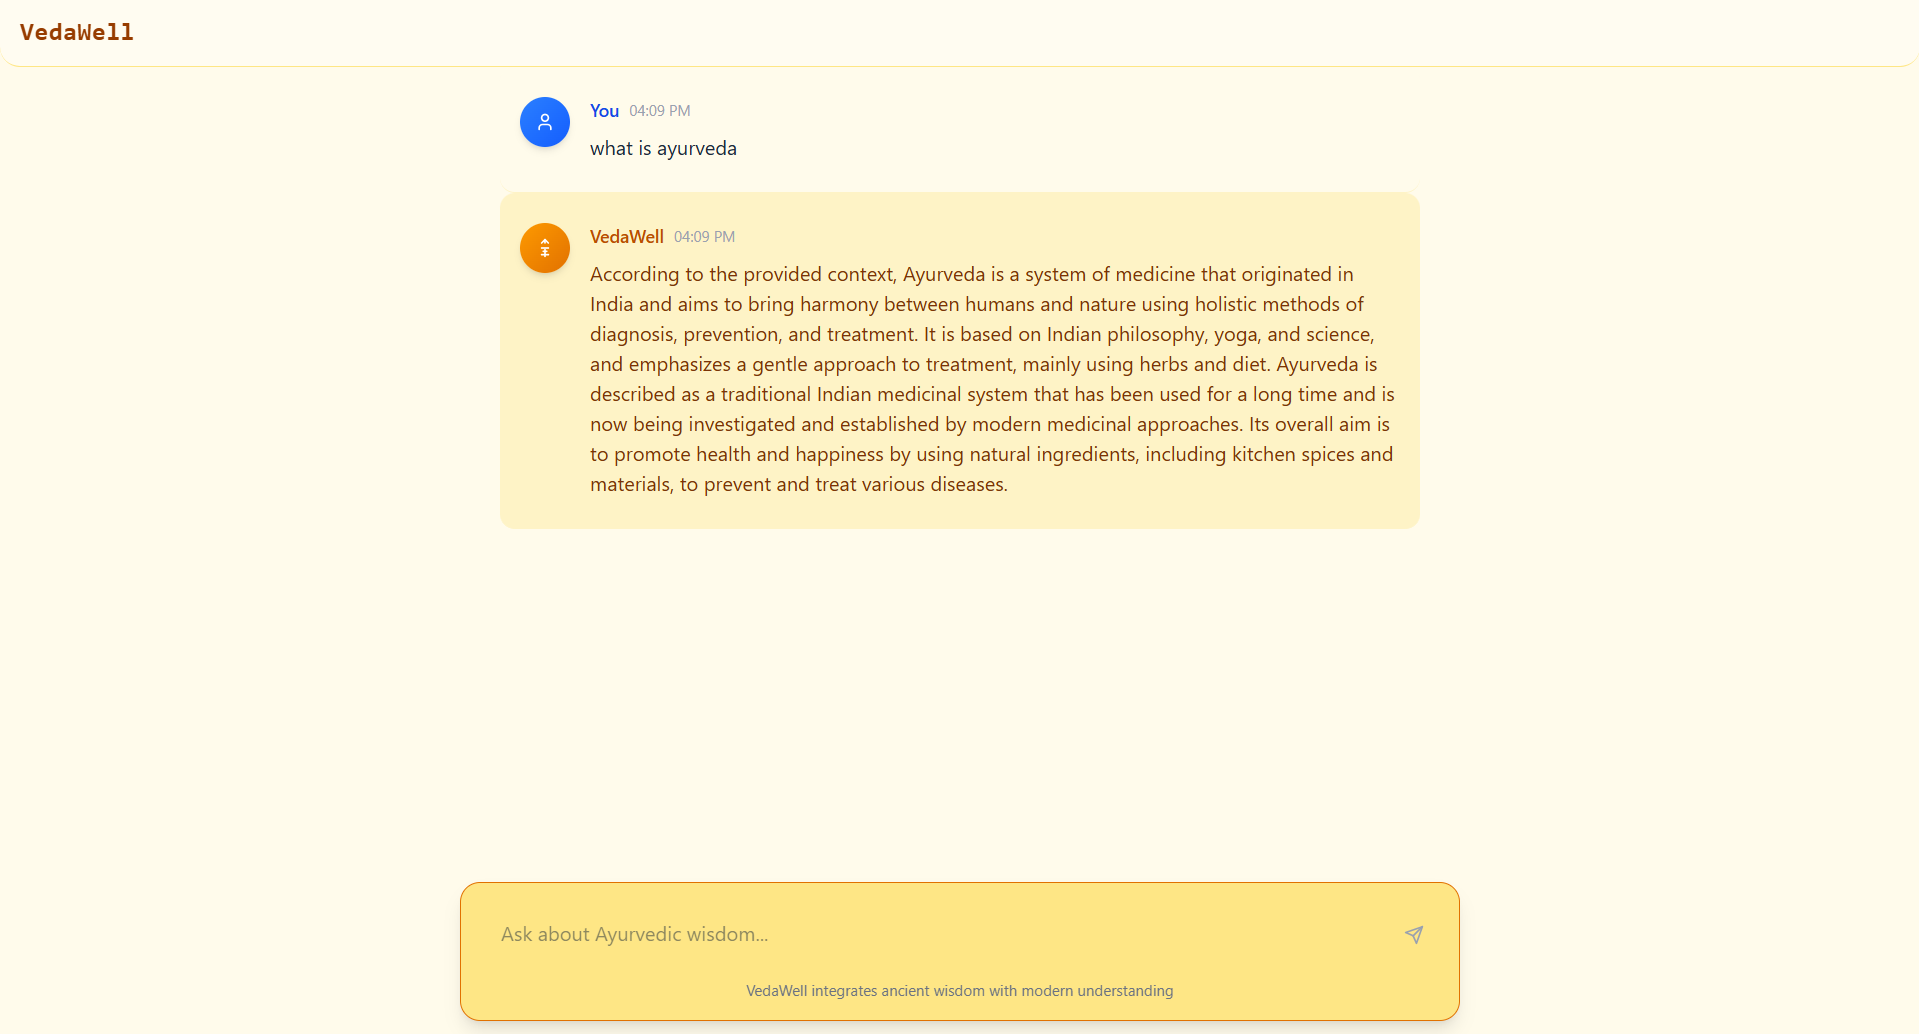 VedaWell
You 04:09 PM
what is ayurveda
VedaWell 04:09 PM
According to the provided context, Ayurveda is a system of medicine that originated in
India and aims to bring harmony between humans and nature using holistic methods of
diagnosis, prevention, and treatment. It is based on Indian philosophy, yoga, and science,
and emphasizes a gentle approach to treatment, mainly using herbs and diet. Ayurveda is
described as a traditional Indian medicinal system that has been used for a long time and is
now being investigated and established by modern medicinal approaches. Its overall aim is
to promote health and happiness by using natural ingredients, including kitchen spices and
materials, to prevent and treat various diseases.
Ask about Ayurvedic wisdom...
VedaWell integrates ancient wisdom with modern understanding